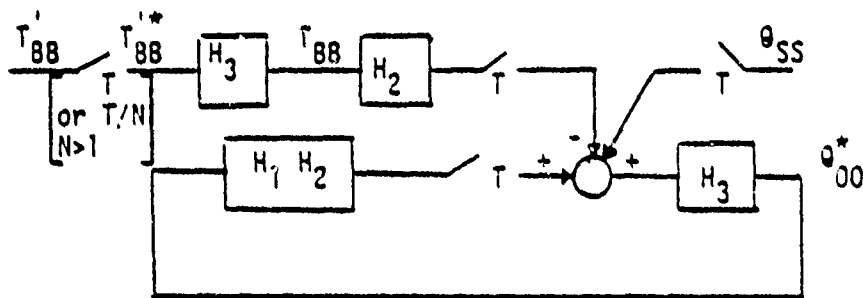 T'BB T'*BB H3 TBB H2 T T θSS
T
or T/N
N>1
H1 H2 T + - + H3 θ*OO